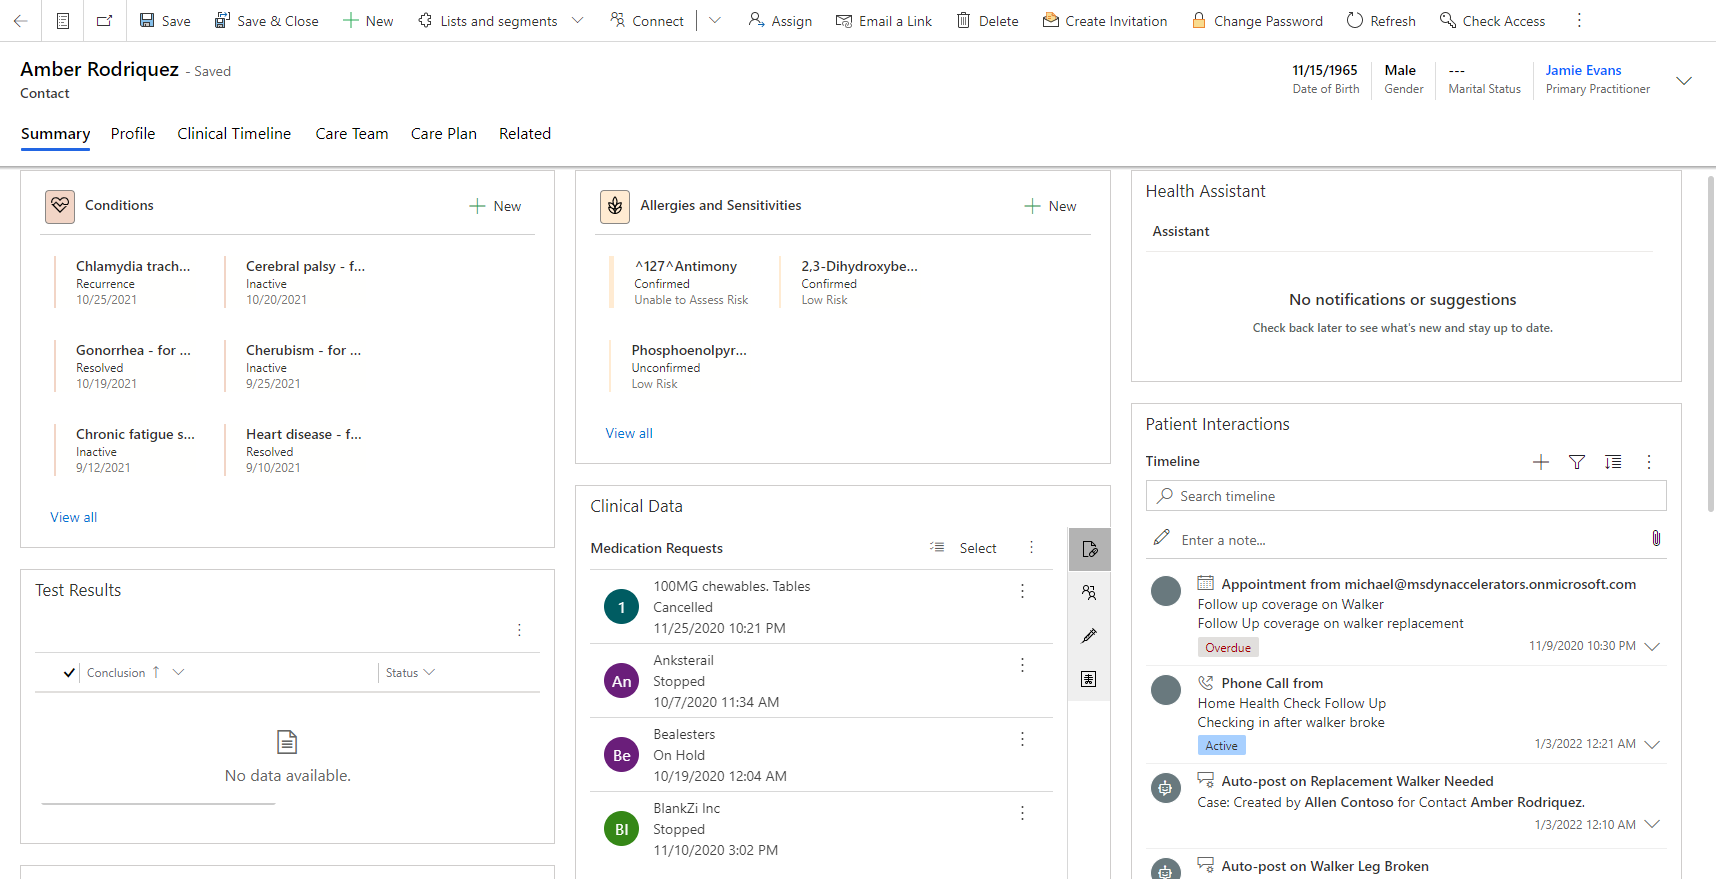 Save
Save & Close
New
Lists and segments
Connect
Assign
Email a Link
Delete
Create Invitation
Change Password
Refresh
Check Access
Amber Rodriquez - Saved
Contact
11/15/1965
Date of Birth
Male
Gender
---
Marital Status
Jamie Evans
Primary Practitioner
Summary
Profile
Clinical Timeline
Care Team
Care Plan
Related
Conditions
New
Chlamydia trach...
Recurrence
10/25/2021
Cerebral palsy - f...
Inactive
10/20/2021
Gonorrhea - for ...
Resolved
10/19/2021
Cherubism - for ...
Inactive
9/25/2021
Chronic fatigue s...
Inactive
9/12/2021
Heart disease - f...
Resolved
9/10/2021
View all
Test Results
Conclusion
Status
No data available.
Allergies and Sensitivities
New
^127^Antimony
Confirmed
Unable to Assess Risk
2,3-Dihydroxybe...
Confirmed
Low Risk
Phosphoenolpyr...
Unconfirmed
Low Risk
View all
Clinical Data
Medication Requests
Select
1
100MG chewables. Tables
Cancelled
11/25/2020 10:21 PM
An
Anksterail
Stopped
10/7/2020 11:34 AM
Be
Bealesters
On Hold
10/19/2020 12:04 AM
Bl
BlankZi Inc
Stopped
11/10/2020 3:02 PM
Health Assistant
Assistant
No notifications or suggestions
Check back later to see what's new and stay up to date.
Patient Interactions
Timeline
Search timeline
Enter a note...
Appointment from michael@msdynaccelerators.onmicrosoft.com
Follow up coverage on Walker
Follow Up coverage on walker replacement
Overdue
11/9/2020 10:30 PM
Phone Call from
Home Health Check Follow Up
Checking in after walker broke
Active
1/3/2022 12:21 AM
Auto-post on Replacement Walker Needed
Case: Created by Allen Contoso for Contact Amber Rodriquez.
1/3/2022 12:10 AM
Auto-post on Walker Leg Broken